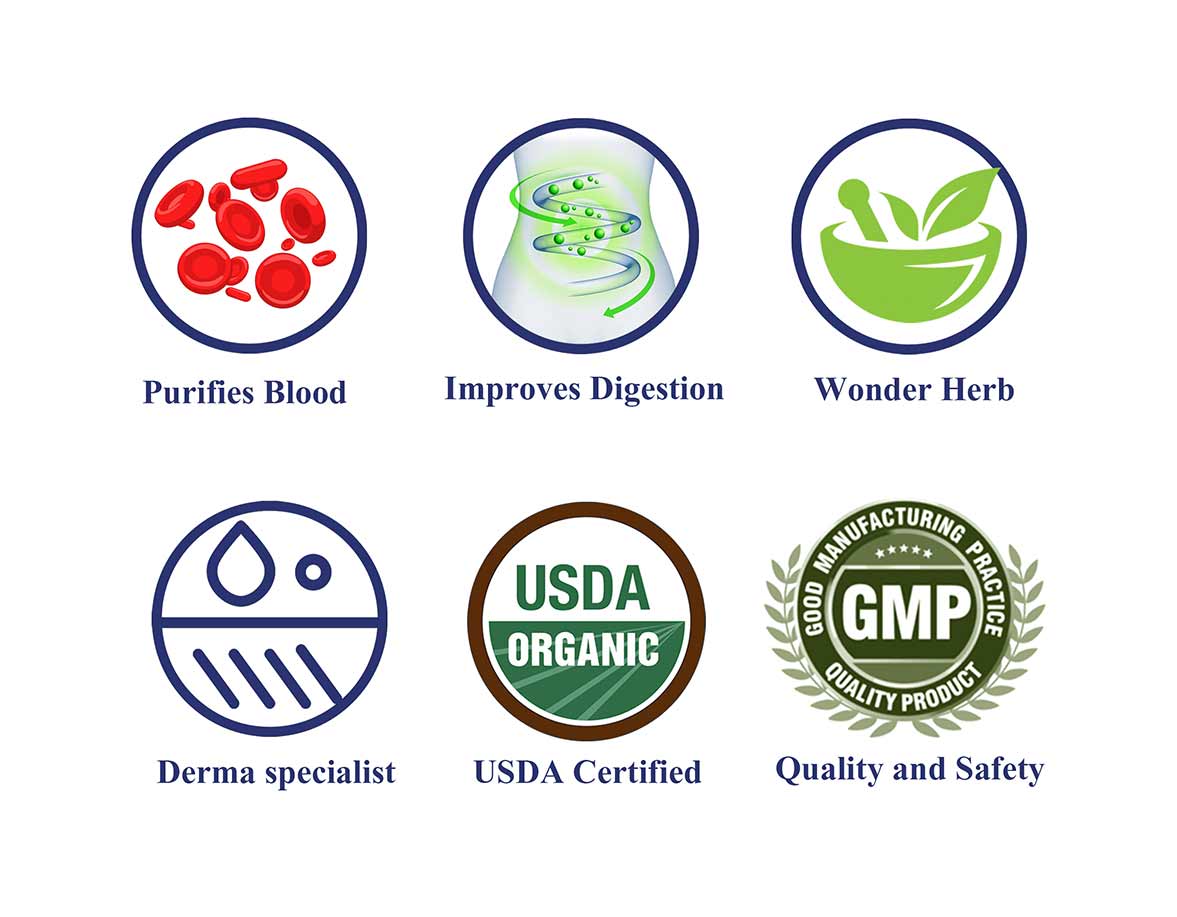 Purifies Blood
Improves Digestion
Wonder Herb
USDA
ORGANIC
GOOD MANUFACTURING PRACTICE
GMP
QUALITY PRODUCT
Derma specialist
USDA Certified
Quality and Safety